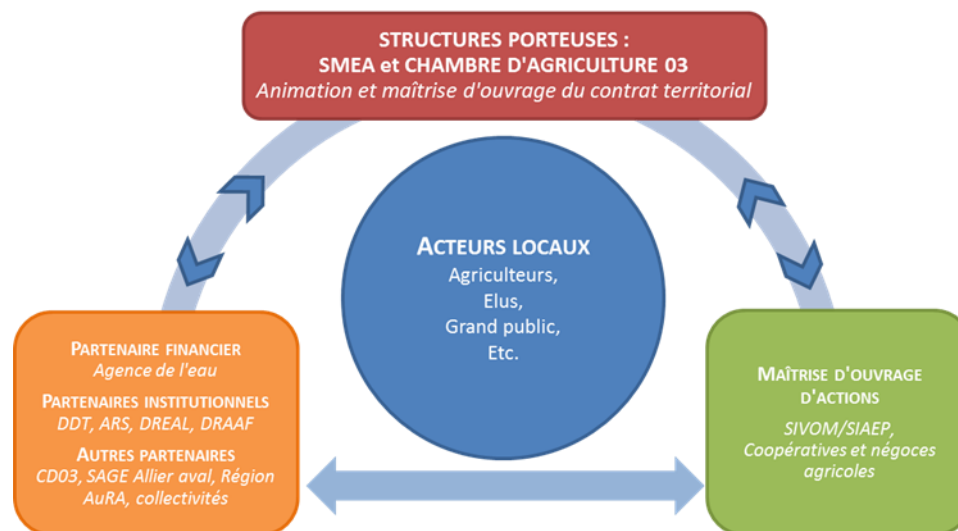 STRUCTURES PORTEUSES :
SMEA et CHAMBRE D'AGRICULTURE 03
Animation et maîtrise d'ouvrage du contrat territorial
ACTEURS LOCAUX
Agriculteurs,
Elus,
Grand public,
Etc.
PARTENAIRE FINANCIER
Agence de l'eau
PARTENAIRES INSTITUTIONNELS
DDT, ARS, DREAL, DRAAF
AUTRES PARTENAIRES
CD03, SAGE Allier aval, Région
AuRA, collectivités
MAÎTRISE D'OUVRAGE
D'ACTIONS
SIVOM/SIAEP,
Coopératives et négoces
agricoles